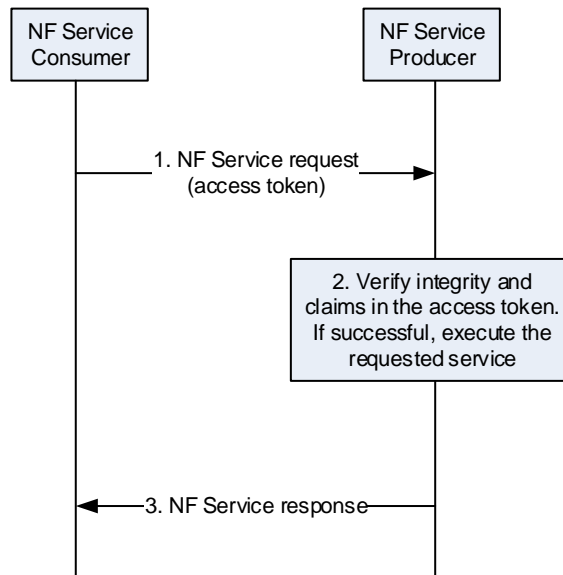 NF Service
Consumer
NF Service
Producer
1. NF Service request
(access token)
2. Verify integrity and
claims in the access token.
If successful, execute the
requested service
3. NF Service response